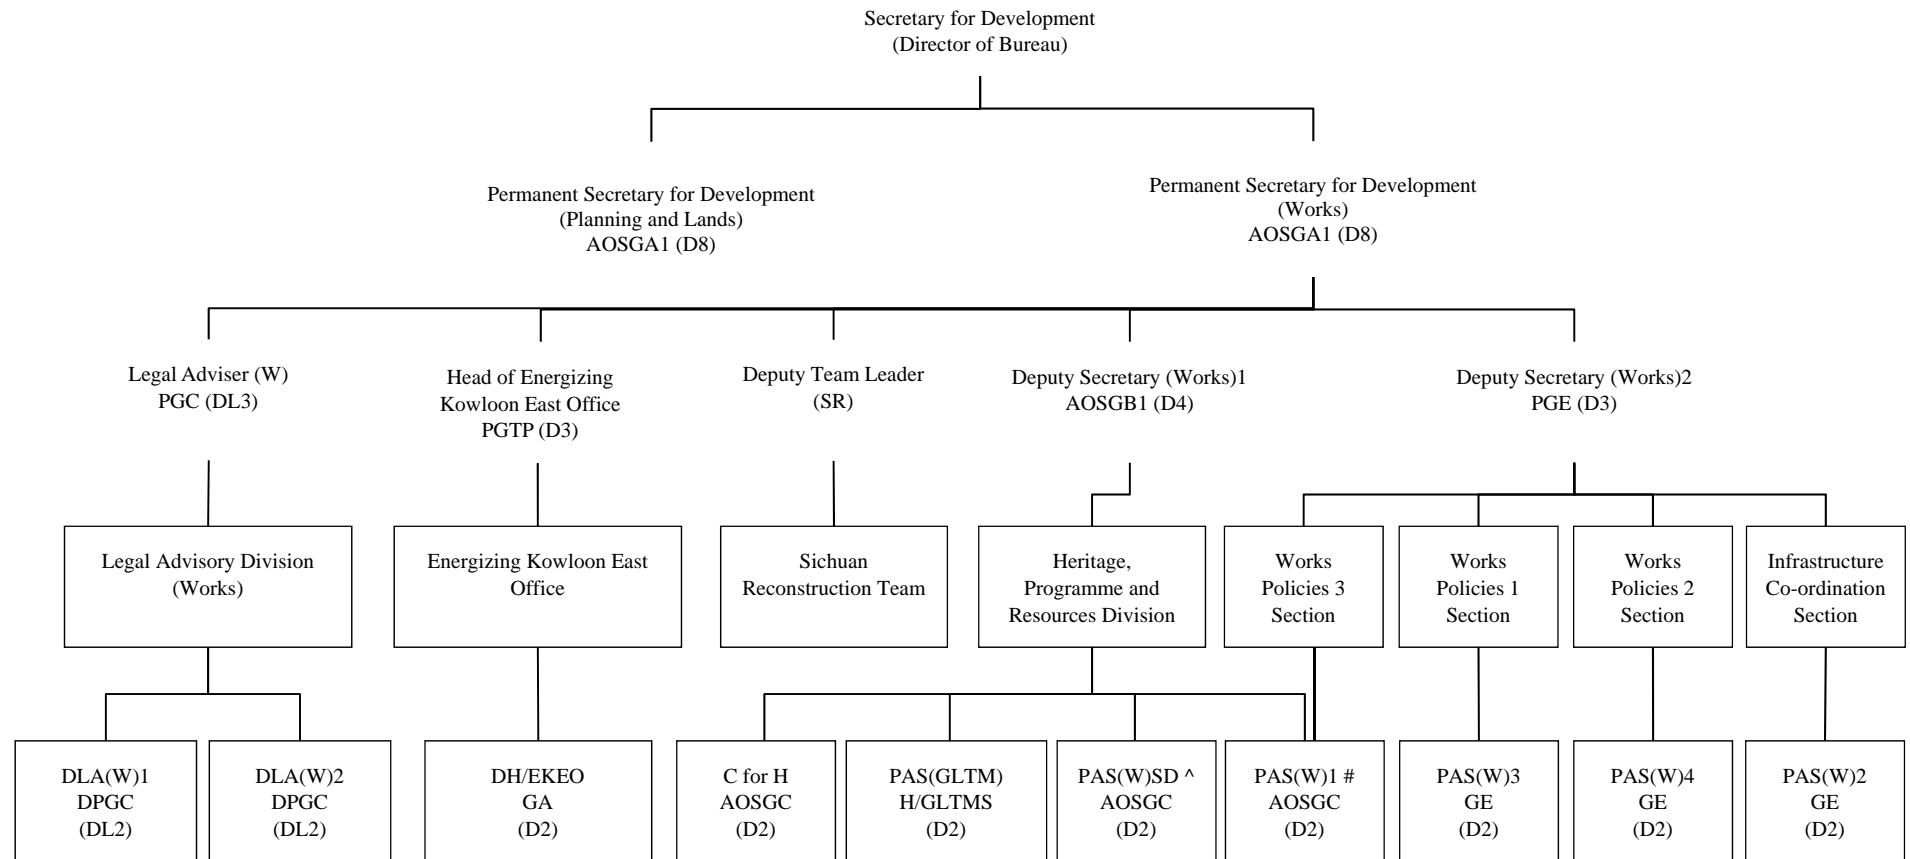 Secretary for Development
(Director of Bureau)
Permanent Secretary for Development
(Planning and Lands)
AOSGA1 (D8)
Permanent Secretary for Development
(Works)
AOSGA1 (D8)
Legal Adviser (W)
PGC (DL3)
Head of Energizing
Kowloon East Office
PGTP (D3)
Deputy Team Leader
(SR)
Deputy Secretary (Works)1
AOSGB1 (D4)
Deputy Secretary (Works)2
PGE (D3)
Legal Advisory Division
(Works)
Energizing Kowloon East
Office
Sichuan
Reconstruction Team
Heritage,
Programme and
Resources Division
Works
Policies 3
Section
Works
Policies 1
Section
Works
Policies 2
Section
Infrastructure
Co-ordination
Section
DLA(W)1
DPGC
(DL2)
DLA(W)2
DPGC
(DL2)
DH/EKEO
GA
(D2)
C for H
AOSGC
(D2)
PAS(GLTM)
H/GLTMS
(D2)
PAS(W)SD ^
AOSGC
(D2)
PAS(W)1 #
AOSGC
(D2)
PAS(W)3
GE
(D2)
PAS(W)4
GE
(D2)
PAS(W)2
GE
(D2)